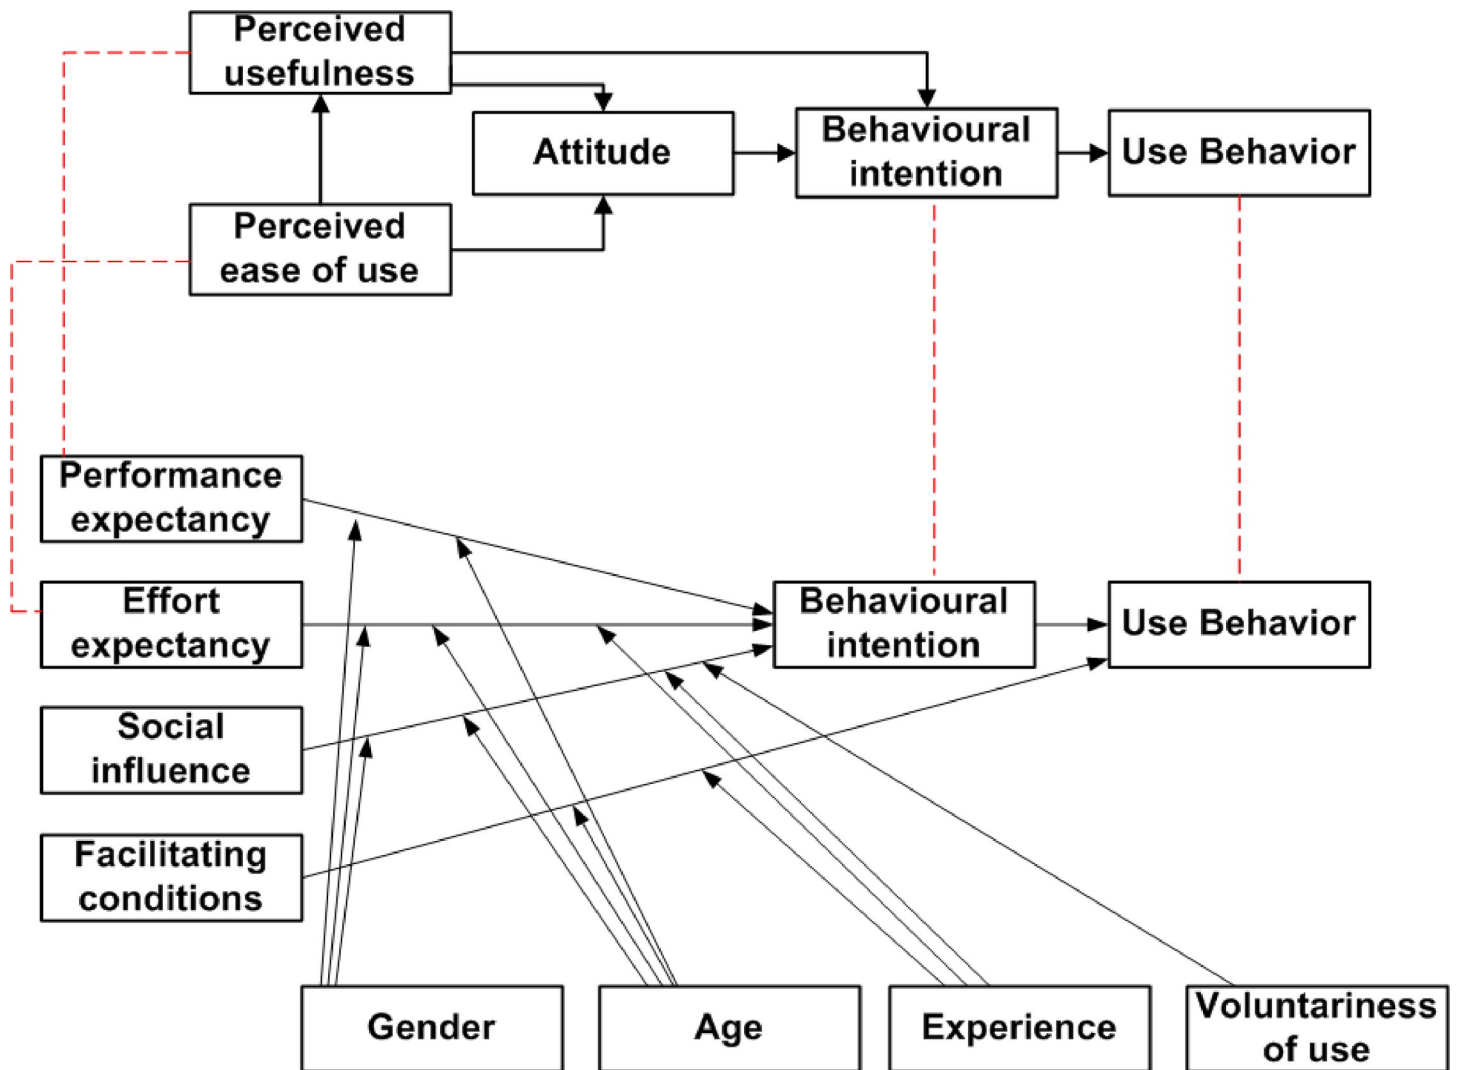 Perceived
usefulness
Attitude
Behavioural
intention
Use Behavior
Perceived
ease of use
Performance
expectancy
Effort
expectancy
Behavioural
intention
Use Behavior
Social
influence
Facilitating
conditions
Gender
Age
Experience
Voluntariness
of use